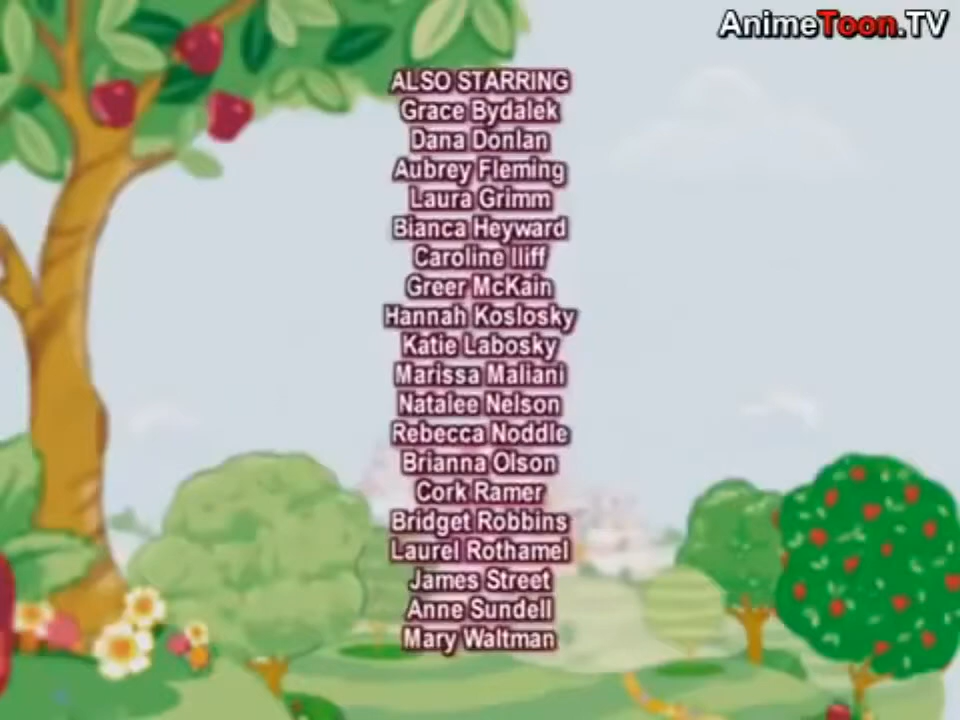 AnimeToon.TV
ALSO STARRING
Grace Bydalek
Dana Donlan
Aubrey Fleming
Laura Grimm
Bianca Heyward
Caroline Iliff
Greer McKain
Hannah Koslosky
Katie Labosky
Marissa Maliani
Natalee Nelson
Rebecca Noddle
Brianna Olson
Cork Ramer
Bridget Robbins
Laurel Rothamel
James Street
Anne Sundell
Mary Waltman